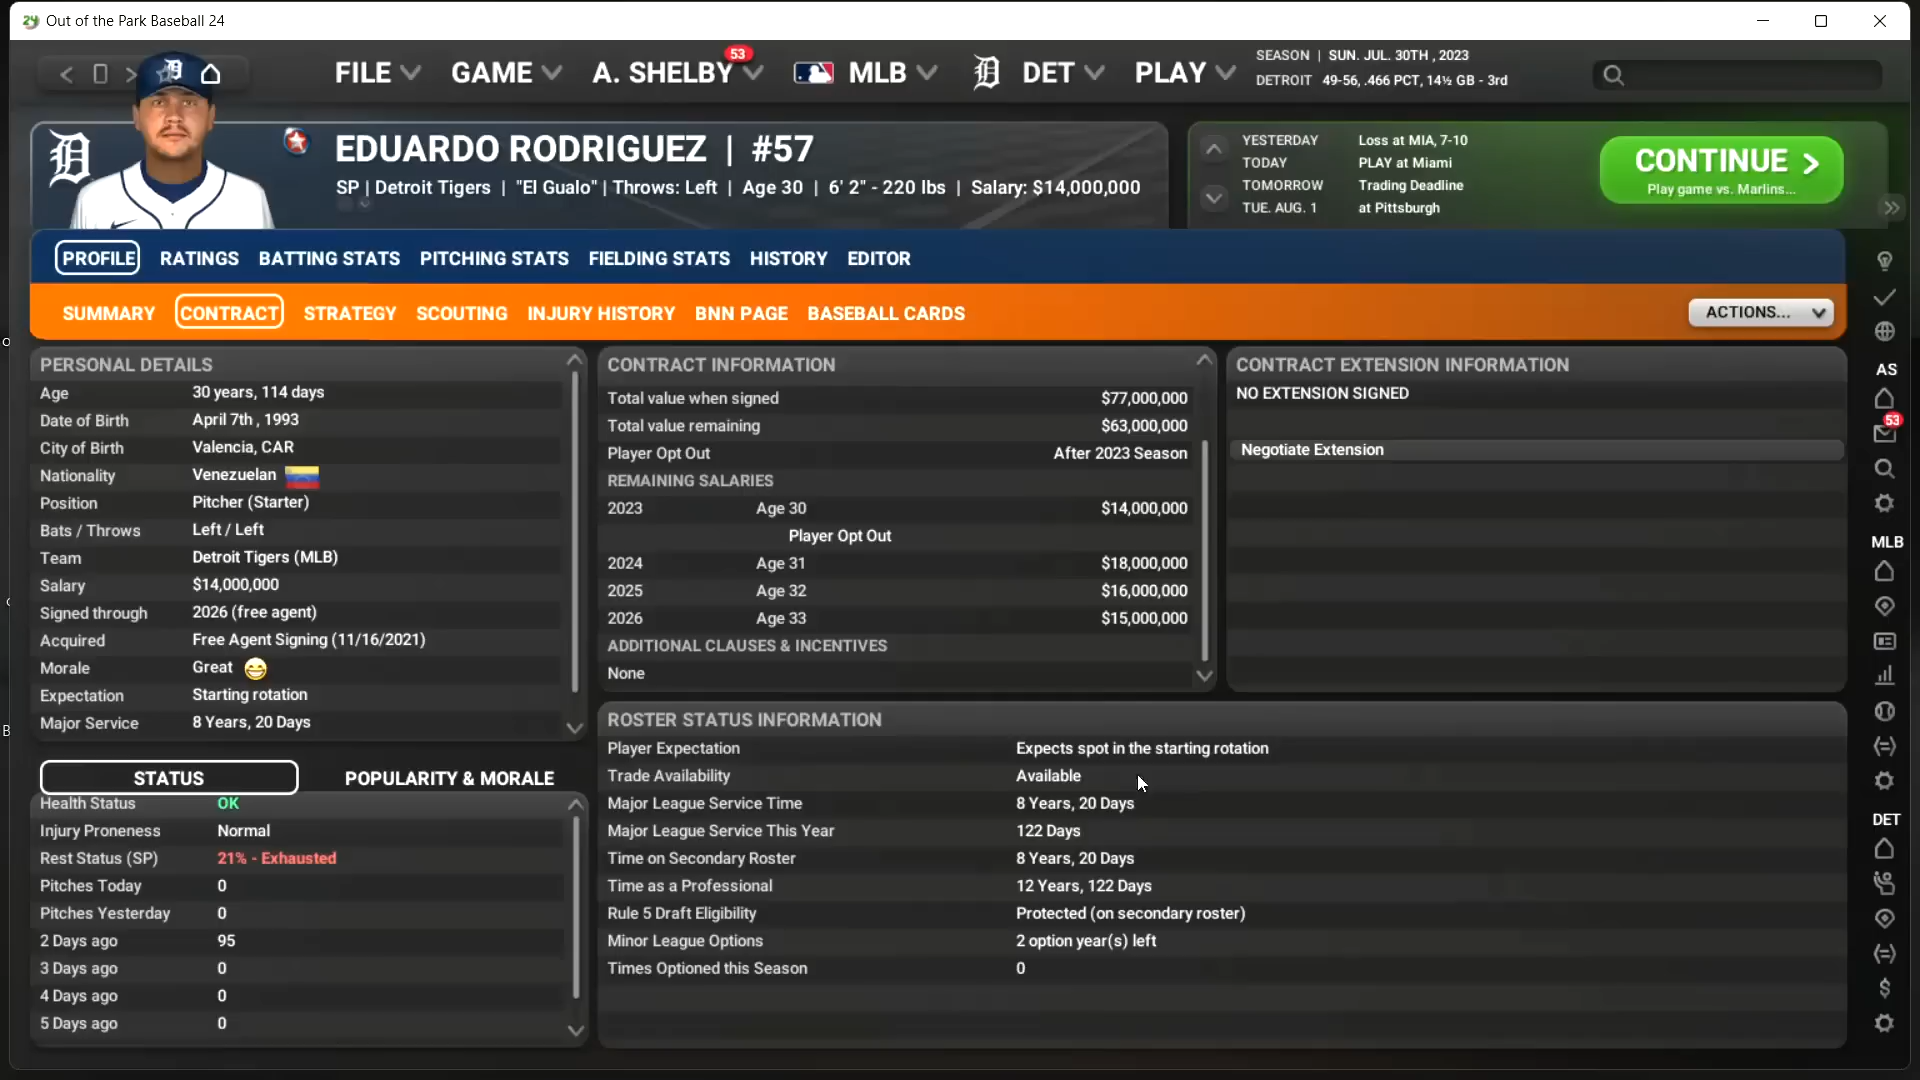 Out of the Park Baseball 24
FILE GAME A. SHELBY 53 MLB DET PLAY
SEASON | SUN. JUL. 30TH , 2023
DETROIT 49-56, .466 PCT, 14½ GB - 3rd
EDUARDO RODRIGUEZ | #57
SP | Detroit Tigers | "El Gualo" | Throws: Left | Age 30 | 6' 2" - 220 lbs | Salary: $14,000,000
YESTERDAY Loss at MIA, 7-10
TODAY PLAY at Miami
TOMORROW Trading Deadline
TUE. AUG. 1 at Pittsburgh
CONTINUE
Play game vs. Marlins...
PROFILE RATINGS BATTING STATS PITCHING STATS FIELDING STATS HISTORY EDITOR
SUMMARY CONTRACT STRATEGY SCOUTING INJURY HISTORY BNN PAGE BASEBALL CARDS
ACTIONS...
PERSONAL DETAILS
Age 30 years, 114 days
Date of Birth April 7th , 1993
City of Birth Valencia, CAR
Nationality Venezuelan
Position Pitcher (Starter)
Bats / Throws Left / Left
Team Detroit Tigers (MLB)
Salary $14,000,000
Signed through 2026 (free agent)
Acquired Free Agent Signing (11/16/2021)
Morale Great
Expectation Starting rotation
Major Service 8 Years, 20 Days
STATUS POPULARITY & MORALE
Health Status OK
Injury Proneness Normal
Rest Status (SP) 21% - Exhausted
Pitches Today 0
Pitches Yesterday 0
2 Days ago 95
3 Days ago 0
4 Days ago 0
5 Days ago 0
CONTRACT INFORMATION
Total value when signed $77,000,000
Total value remaining $63,000,000
Player Opt Out After 2023 Season
REMAINING SALARIES
2023 Age 30 $14,000,000
Player Opt Out
2024 Age 31 $18,000,000
2025 Age 32 $16,000,000
2026 Age 33 $15,000,000
ADDITIONAL CLAUSES & INCENTIVES
None
CONTRACT EXTENSION INFORMATION
NO EXTENSION SIGNED
Negotiate Extension
ROSTER STATUS INFORMATION
Player Expectation Expects spot in the starting rotation
Trade Availability Available
Major League Service Time 8 Years, 20 Days
Major League Service This Year 122 Days
Time on Secondary Roster 8 Years, 20 Days
Time as a Professional 12 Years, 122 Days
Rule 5 Draft Eligibility Protected (on secondary roster)
Minor League Options 2 option year(s) left
Times Optioned this Season 0
AS
53
MLB
DET